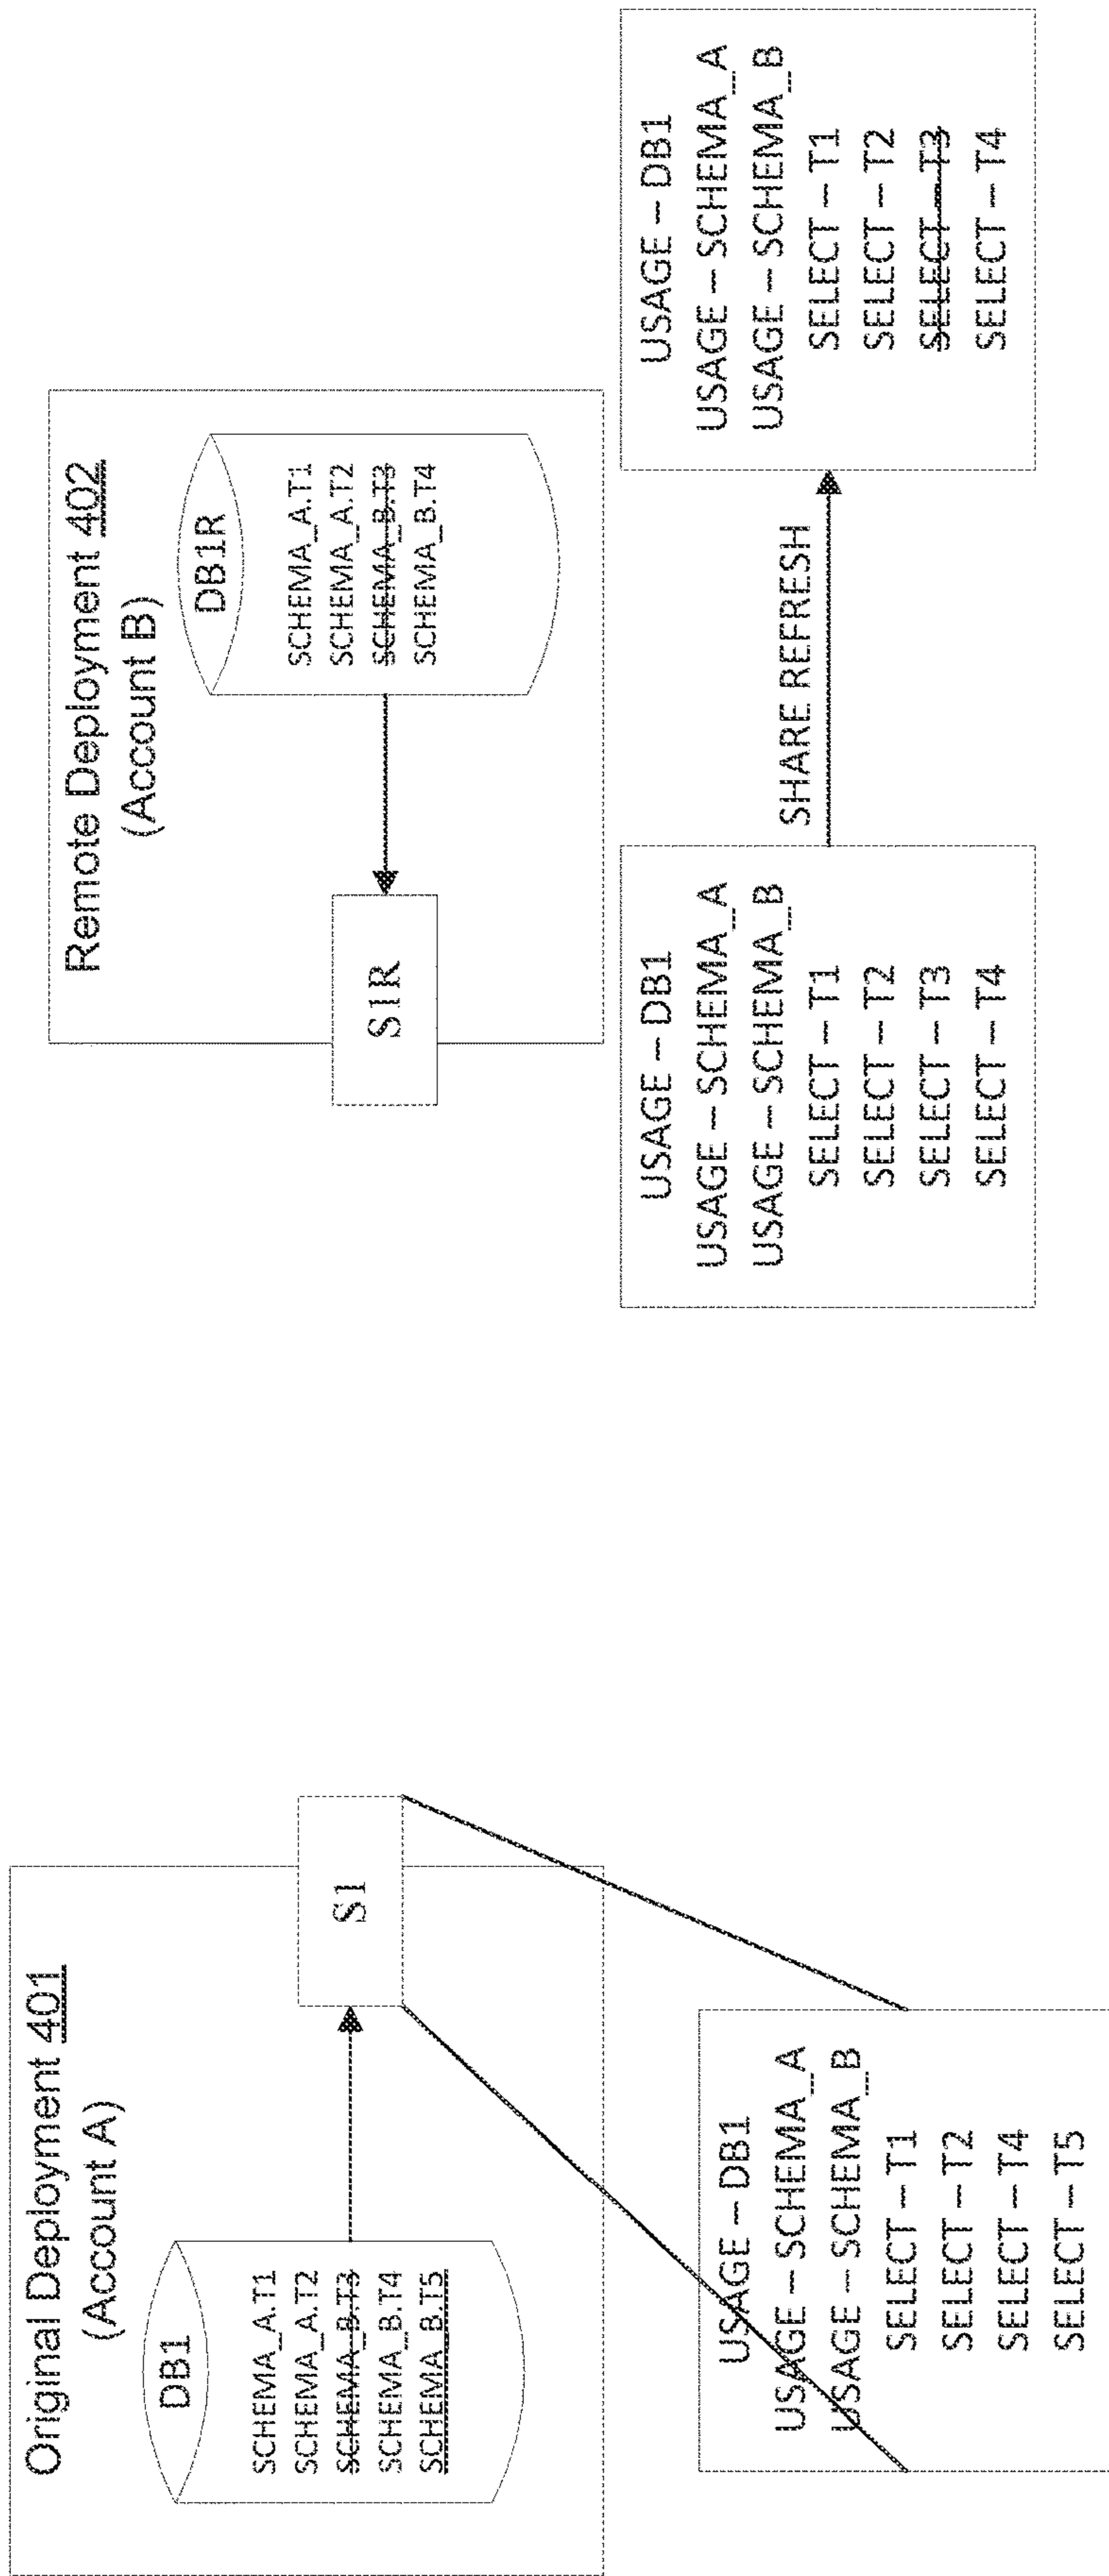 Original Deployment 401
(Account A)
DB1
SCHEMA_A.T1
SCHEMA_A.T2
SCHEMA_B.T3
SCHEMA_B.T4
SCHEMA_B.T5
S1
USAGE – DB1
USAGE – SCHEMA_A
USAGE – SCHEMA_B
SELECT – T1
SELECT – T2
SELECT – T4
SELECT – T5
Remote Deployment 402
(Account B)
S1R
DB1R
SCHEMA_A.T1
SCHEMA_A.T2
SCHEMA_B.T3
SCHEMA_B.T4
USAGE – DB1
USAGE – SCHEMA_A
USAGE – SCHEMA_B
SELECT – T1
SELECT – T2
SELECT – T3
SELECT – T4
SHARE REFRESH
USAGE – DB1
USAGE – SCHEMA_A
USAGE – SCHEMA_B
SELECT – T1
SELECT – T2
SELECT – T3
SELECT – T4